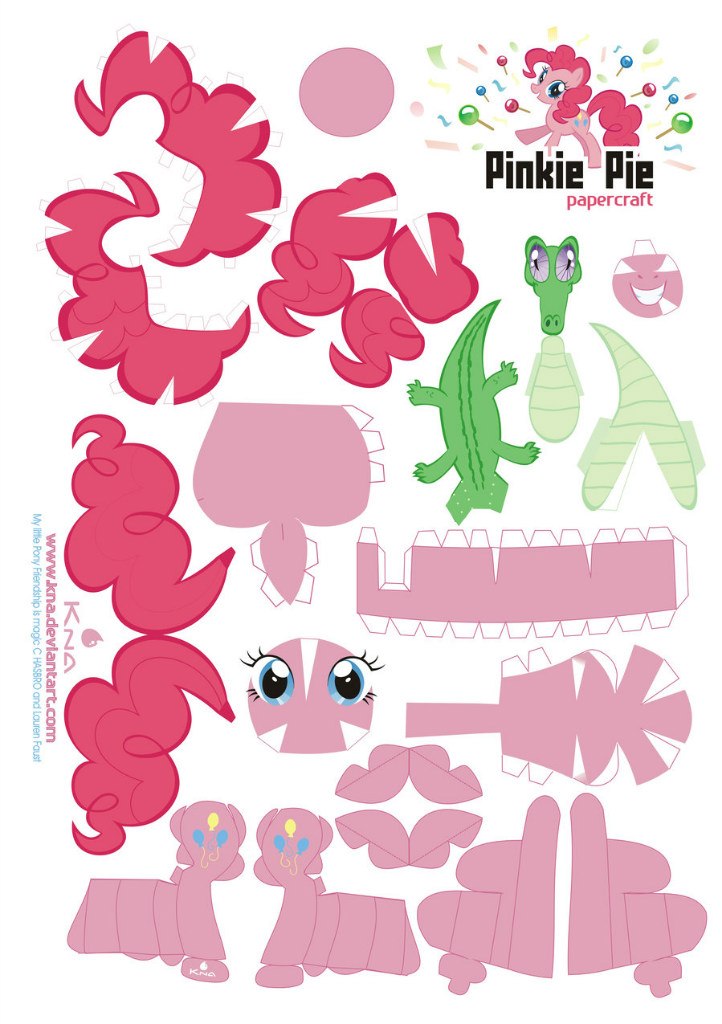 Pinkie Pie
papercraft
KNA
www.kna.deviantart.com
My little Pony Friendship is magic C HASBRO and Lauren Faust
KNA